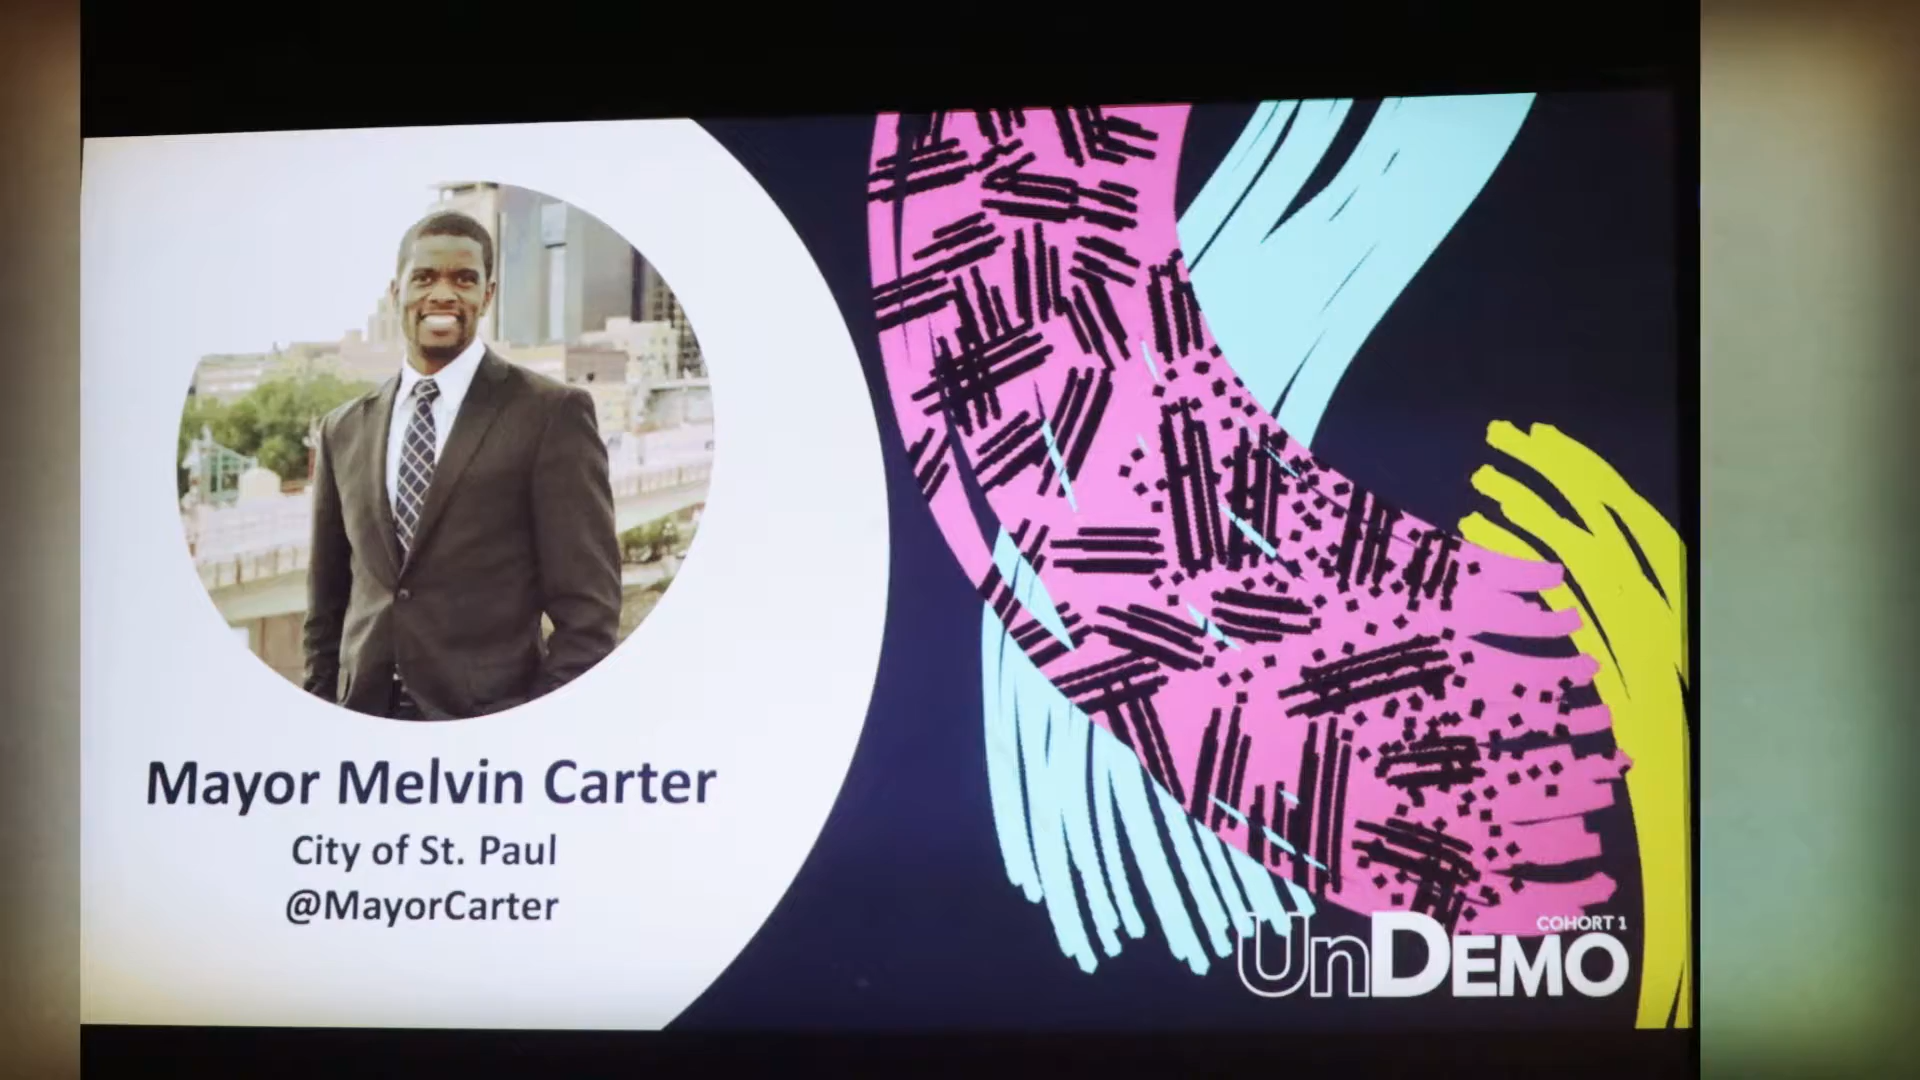 Mayor Melvin Carter
City of St. Paul
@MayorCarter
COHORT 1
UnDEMO